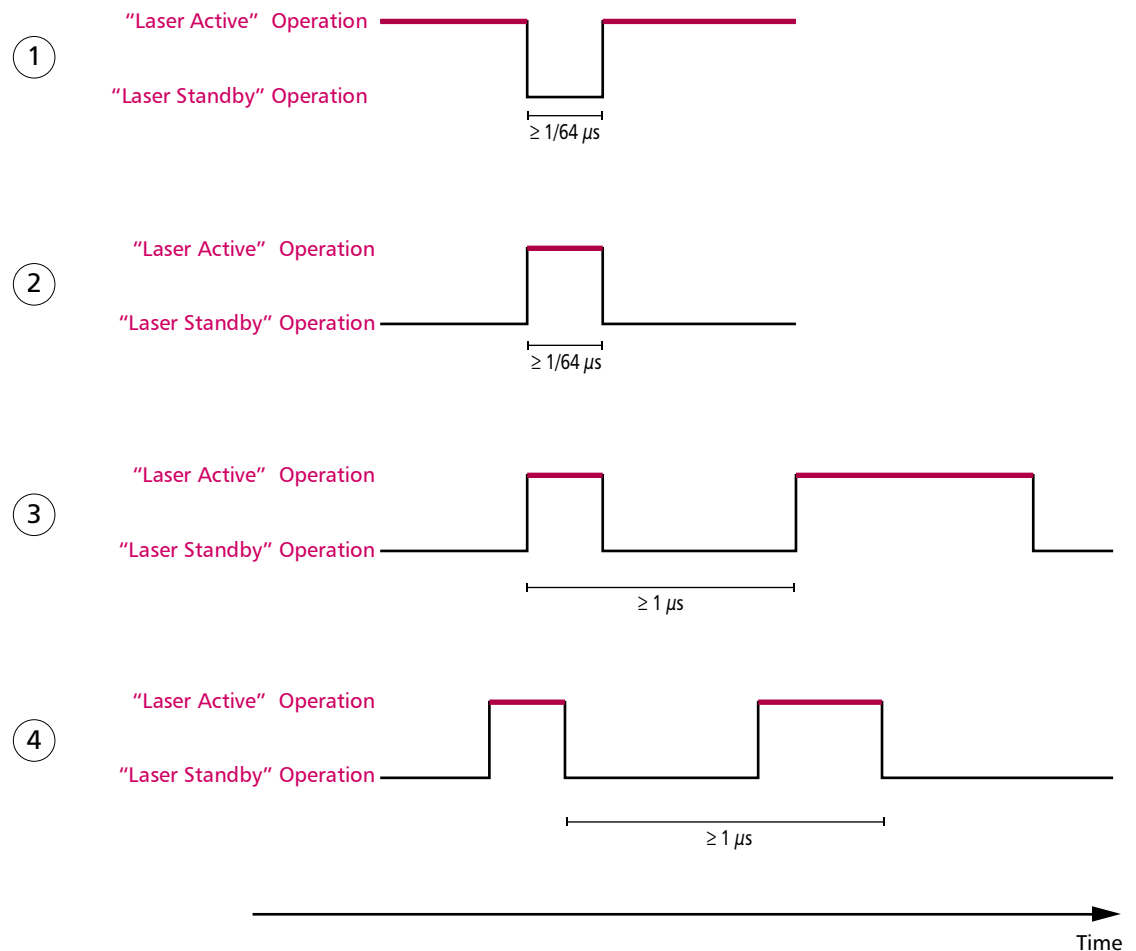 “Laser Active” Operation
1
“Laser Standby” Operation
≥ 1/64 µs
“Laser Active” Operation
2
“Laser Standby” Operation
≥ 1/64 µs
“Laser Active” Operation
3
“Laser Standby” Operation
≥ 1 µs
“Laser Active” Operation
4
“Laser Standby” Operation
≥ 1 µs
Time